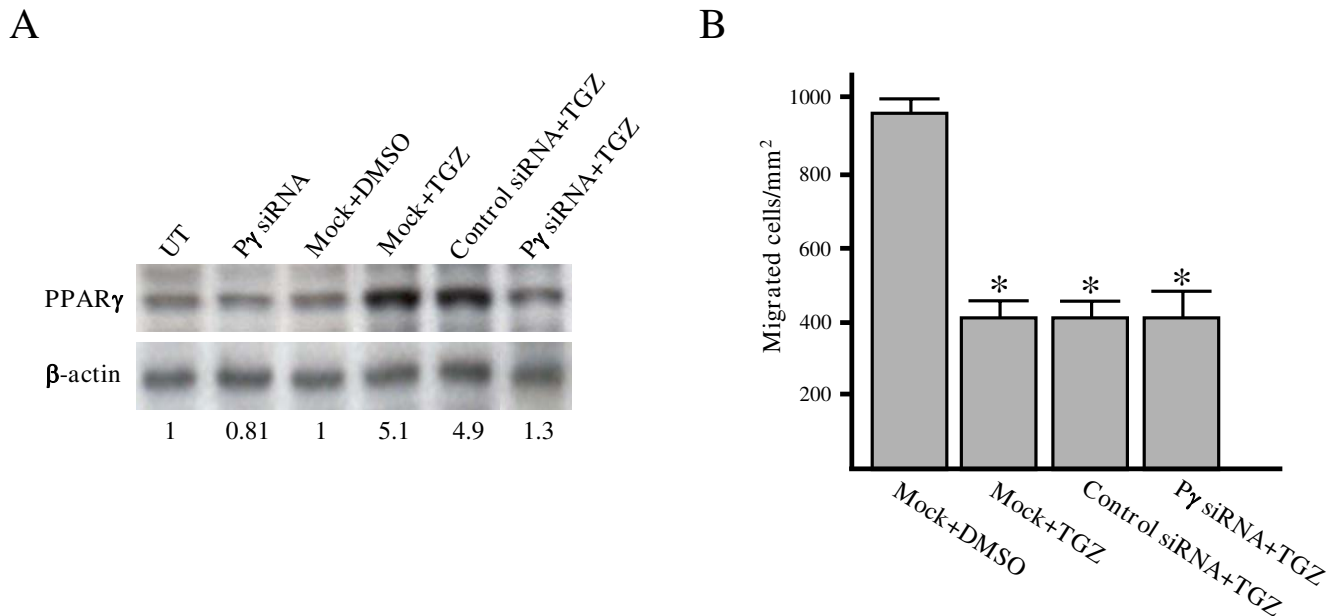 A
UT
Pγ siRNA
Mock+DMSO
Mock+TGZ
Control siRNA+TGZ
Pγ siRNA+TGZ
PPARγ
β-actin
1 0.81 1 5.1 4.9 1.3
B
Migrated cells/mm²
1000
800
600
400
200
* * *
Mock+DMSO
Mock+TGZ
Control siRNA+TGZ
Pγ siRNA+TGZ